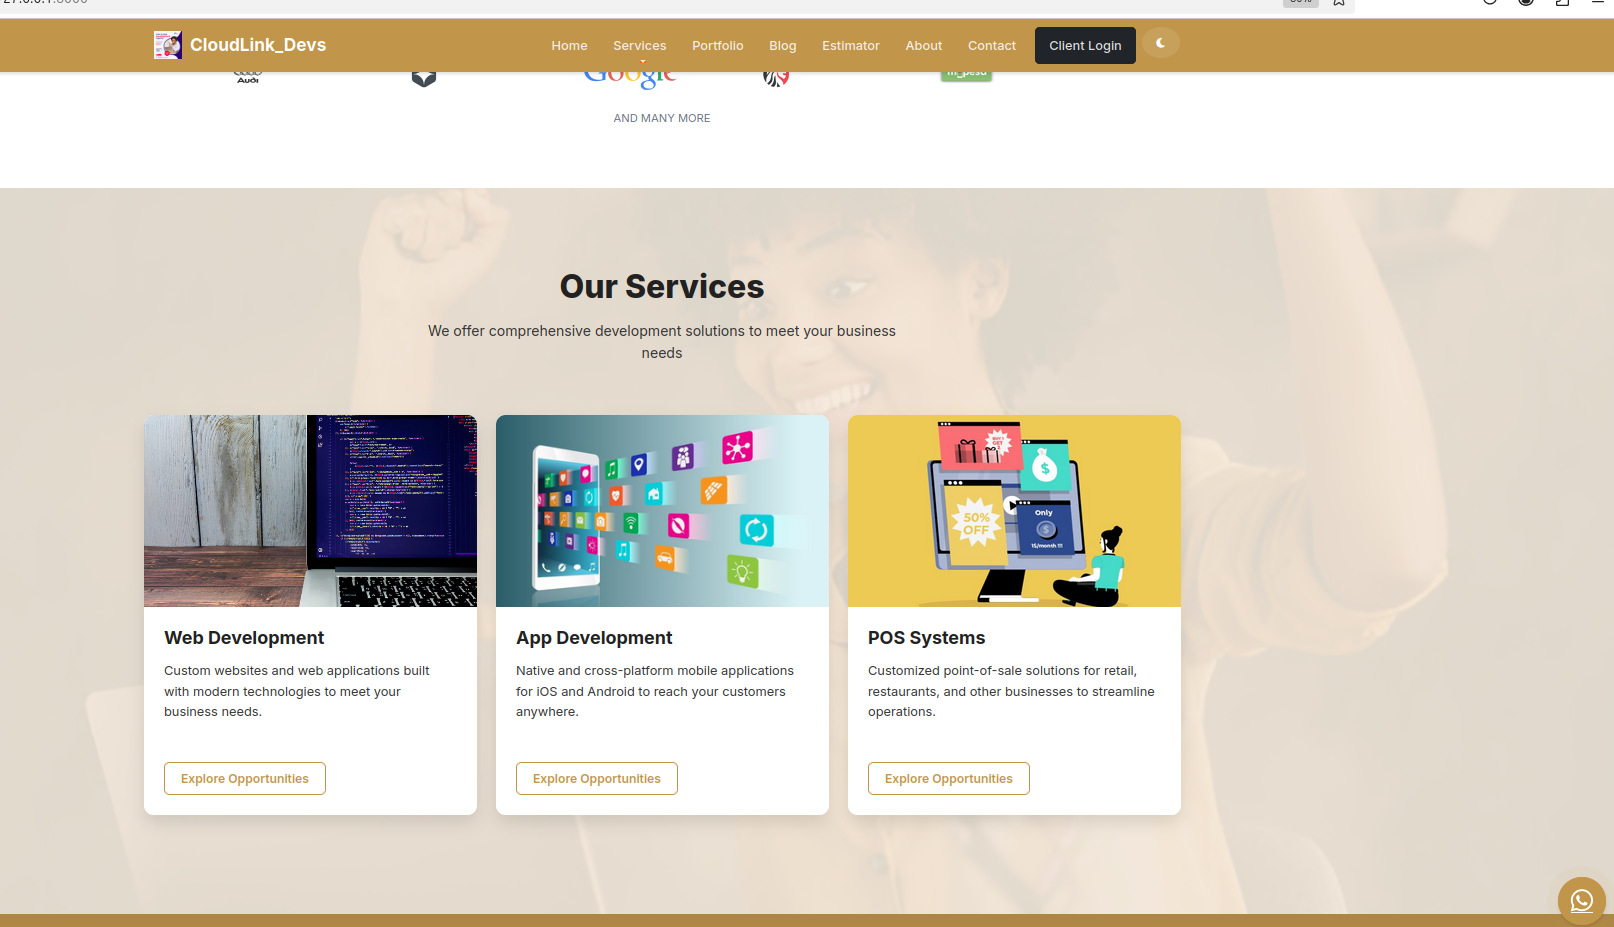 CloudLink_Devs
Home Services Portfolio Blog Estimator About Contact Client Login
Audi
Google
AND MANY MORE
Our Services
We offer comprehensive development solutions to meet your business
needs
50%
OFF
$
Only
$
15/month !!!
Web Development
Custom websites and web applications built
with modern technologies to meet your
business needs.
Explore Opportunities
App Development
Native and cross-platform mobile applications
for iOS and Android to reach your customers
anywhere.
Explore Opportunities
POS Systems
Customized point-of-sale solutions for retail,
restaurants, and other businesses to streamline
operations.
Explore Opportunities